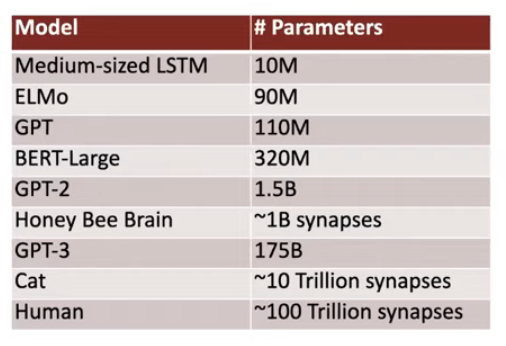 Model # Parameters
Medium-sized LSTM 10M
ELMo 90M
GPT 110M
BERT-Large 320M
GPT-2 1.5B
Honey Bee Brain ~1B synapses
GPT-3 175B
Cat ~10 Trillion synapses
Human ~100 Trillion synapses